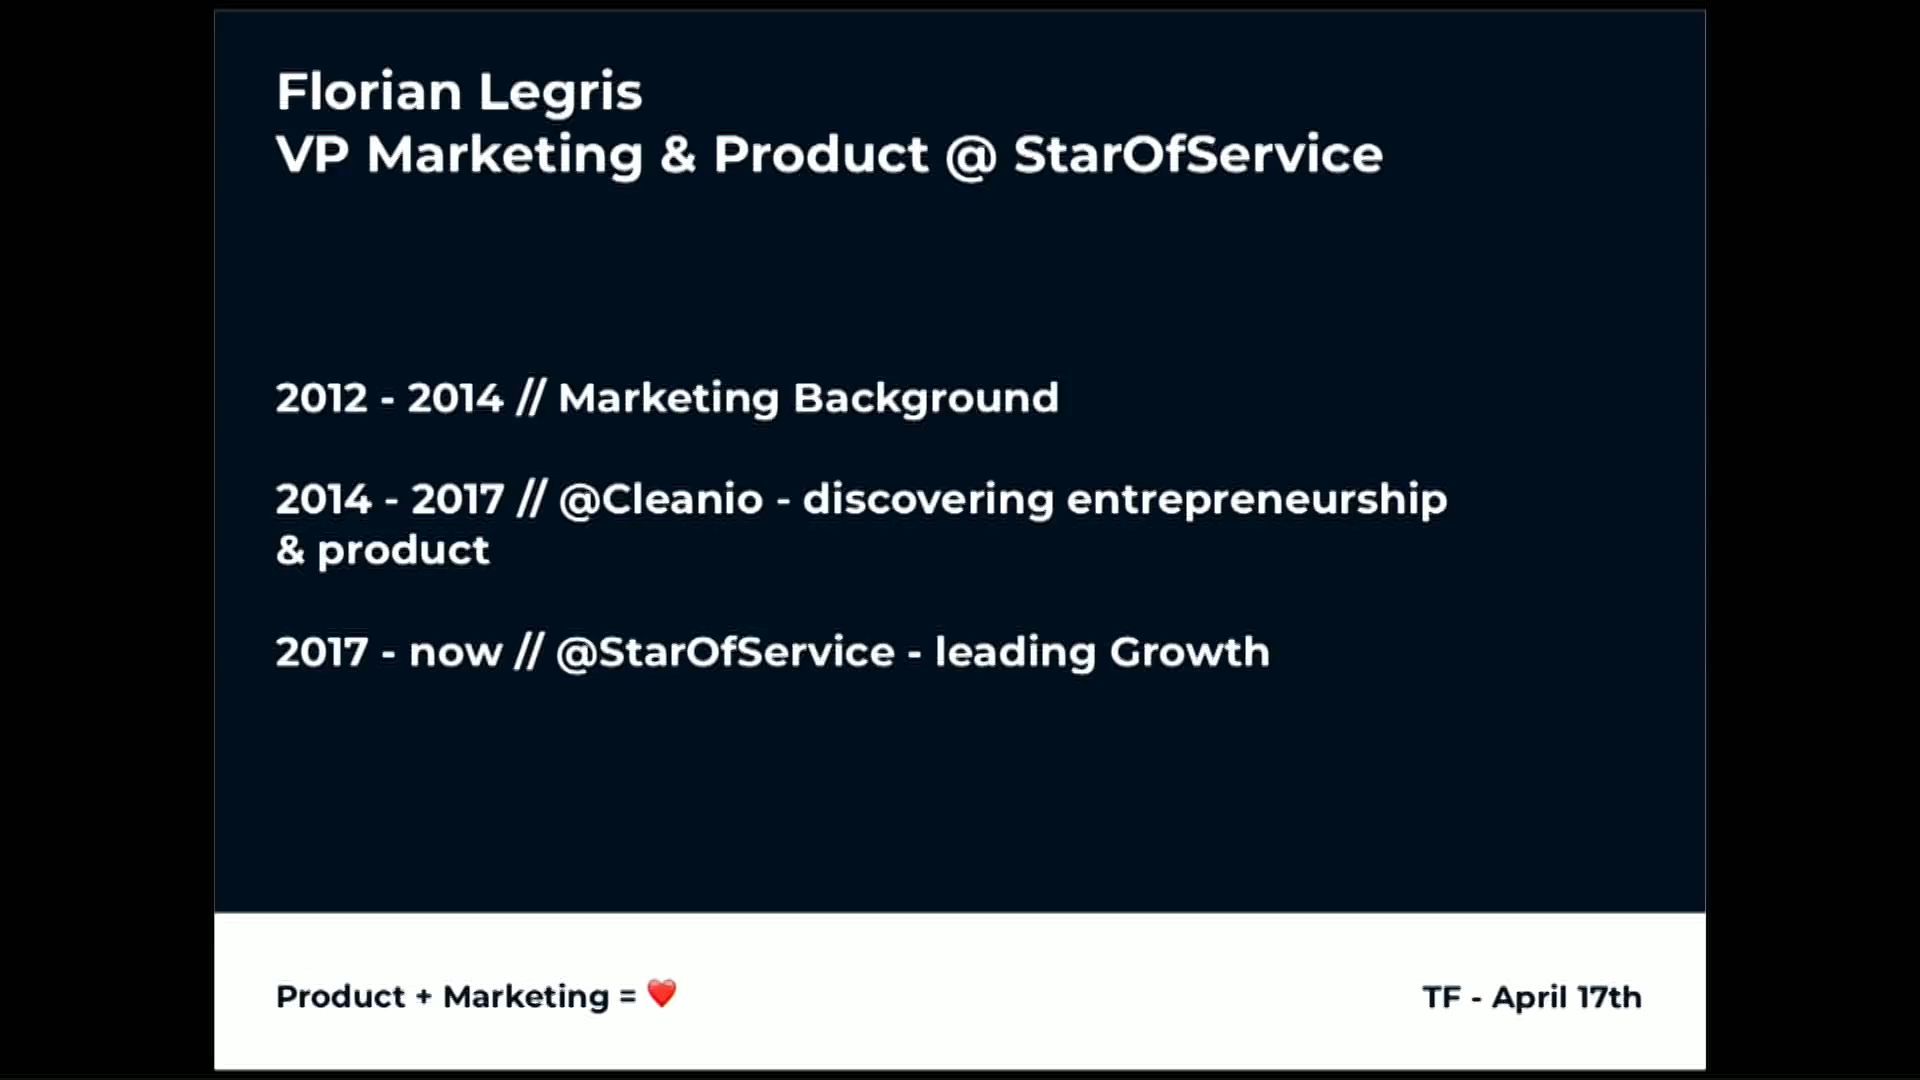 Florian Legris
VP Marketing & Product @ StarOfService
2012 - 2014 // Marketing Background
2014 - 2017 // @Cleanio - discovering entrepreneurship
& product
2017 - now // @StarOfService - leading Growth
Product + Marketing = ❤️
TF - April 17th